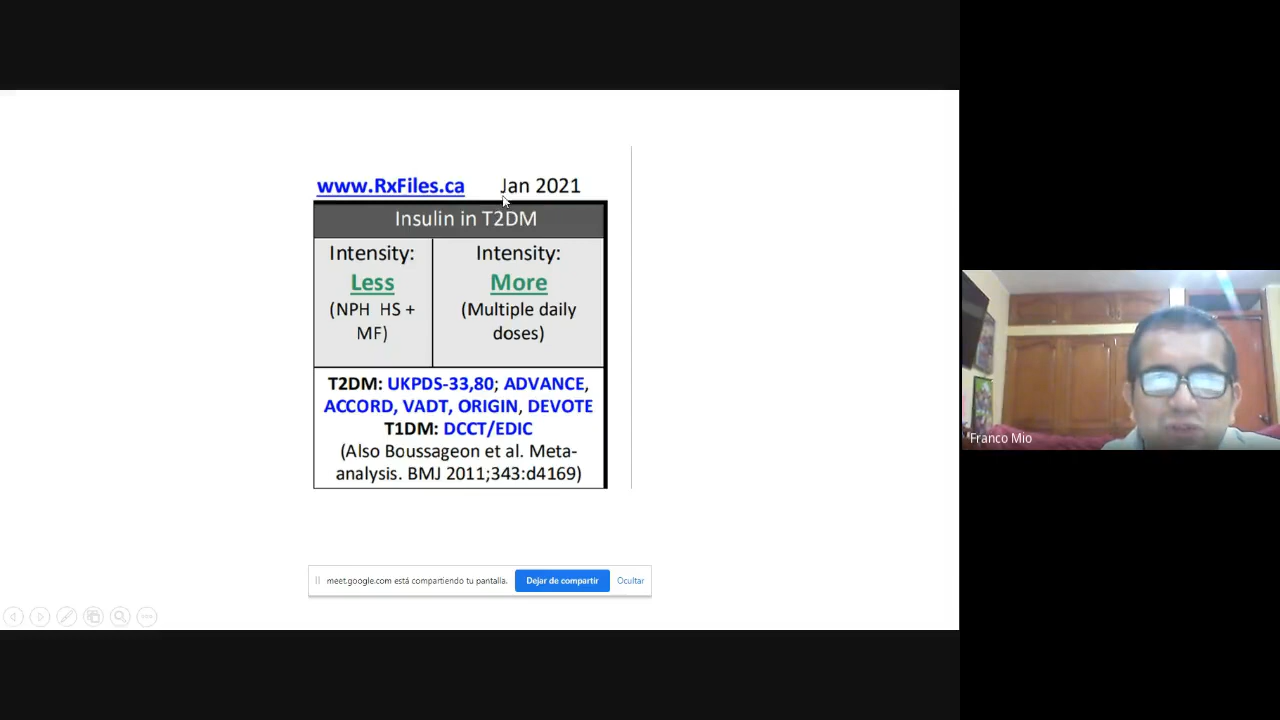 www.RxFiles.ca Jan 2021
Insulin in T2DM
Intensity:
Less
(NPH HS +
MF)
Intensity:
More
(Multiple daily
doses)
T2DM: UKPDS-33,80; ADVANCE,
ACCORD, VADT, ORIGIN, DEVOTE
T1DM: DCCT/EDIC
(Also Boussageon et al. Meta-
analysis. BMJ 2011;343:d4169)
meet.google.com está compartiendo tu pantalla.
Dejar de compartir
Ocultar
Franco Mio